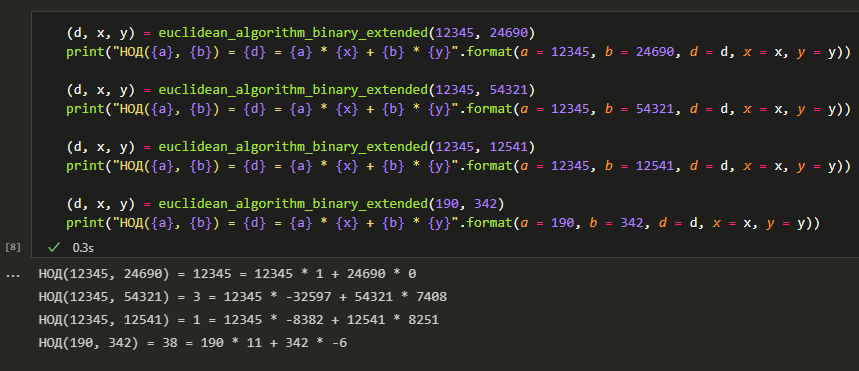 (d, x, y) = euclidean_algorithm_binary_extended(12345, 24690)
print("НОД({a}, {b}) = {d} = {a} * {x} + {b} * {y}".format(a = 12345, b = 24690, d = d, x = x, y = y))
(d, x, y) = euclidean_algorithm_binary_extended(12345, 54321)
print("НОД({a}, {b}) = {d} = {a} * {x} + {b} * {y}".format(a = 12345, b = 54321, d = d, x = x, y = y))
(d, x, y) = euclidean_algorithm_binary_extended(12345, 12541)
print("НОД({a}, {b}) = {d} = {a} * {x} + {b} * {y}".format(a = 12345, b = 12541, d = d, x = x, y = y))
(d, x, y) = euclidean_algorithm_binary_extended(190, 342)
print("НОД({a}, {b}) = {d} = {a} * {x} + {b} * {y}".format(a = 190, b = 342, d = d, x = x, y = y))
[8] ✓ 0.3s
... НОД(12345, 24690) = 12345 = 12345 * 1 + 24690 * 0
НОД(12345, 54321) = 3 = 12345 * -32597 + 54321 * 7408
НОД(12345, 12541) = 1 = 12345 * -8382 + 12541 * 8251
НОД(190, 342) = 38 = 190 * 11 + 342 * -6